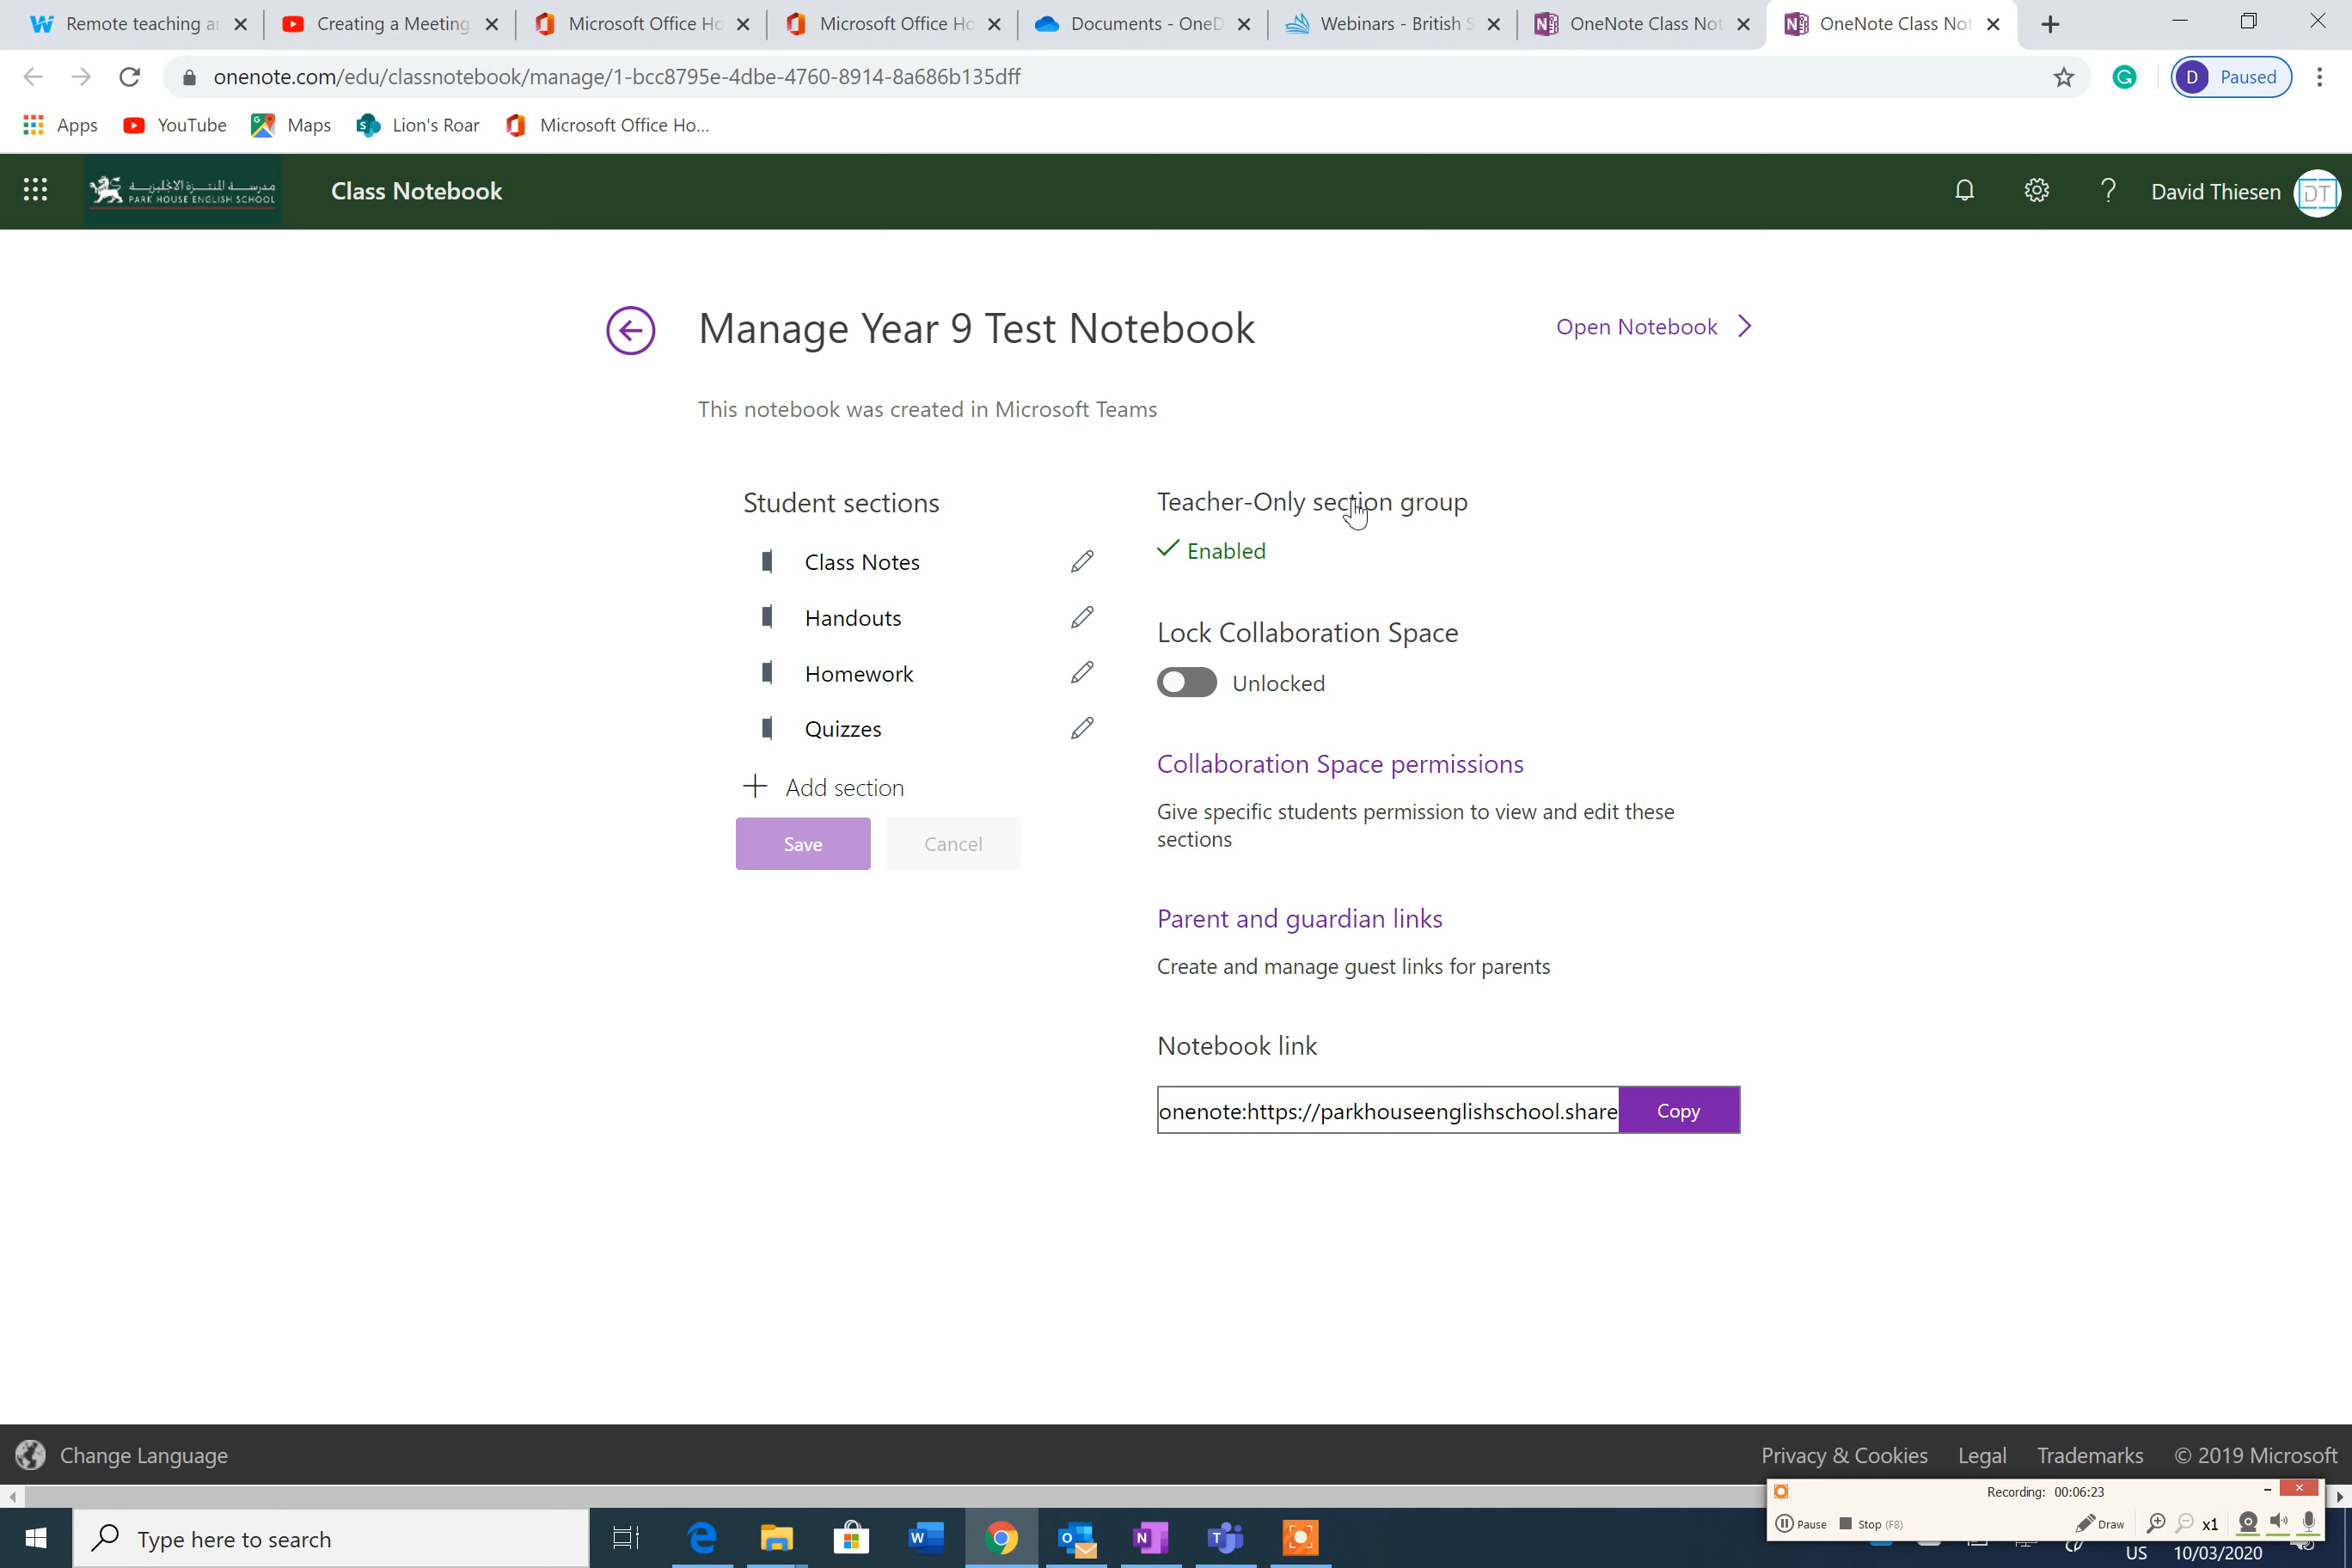 Remote teaching ar
Creating a Meeting
Microsoft Office Ho
Microsoft Office Ho
Documents - OneD
Webinars - British S
OneNote Class Not
OneNote Class Not
onenote.com/edu/classnotebook/manage/1-bcc8795e-4dbe-4760-8914-8a686b135dff
D Paused
Apps YouTube Maps Lion's Roar Microsoft Office Ho...
مدرسة المنتزه الانجليزية
PARK HOUSE ENGLISH SCHOOL
Class Notebook
David Thiesen DT
Manage Year 9 Test Notebook
Open Notebook
This notebook was created in Microsoft Teams
Student sections
Class Notes
Handouts
Homework
Quizzes
Add section
Save Cancel
Teacher-Only section group
Enabled
Lock Collaboration Space
Unlocked
Collaboration Space permissions
Give specific students permission to view and edit these
sections
Parent and guardian links
Create and manage guest links for parents
Notebook link
onenote:https://parkhouseenglishschool.share
Copy
Change Language
Privacy & Cookies Legal Trademarks © 2019 Microsoft
Recording: 00:06:23
Pause Stop (F8) Draw x1
Type here to search
US 10/03/2020